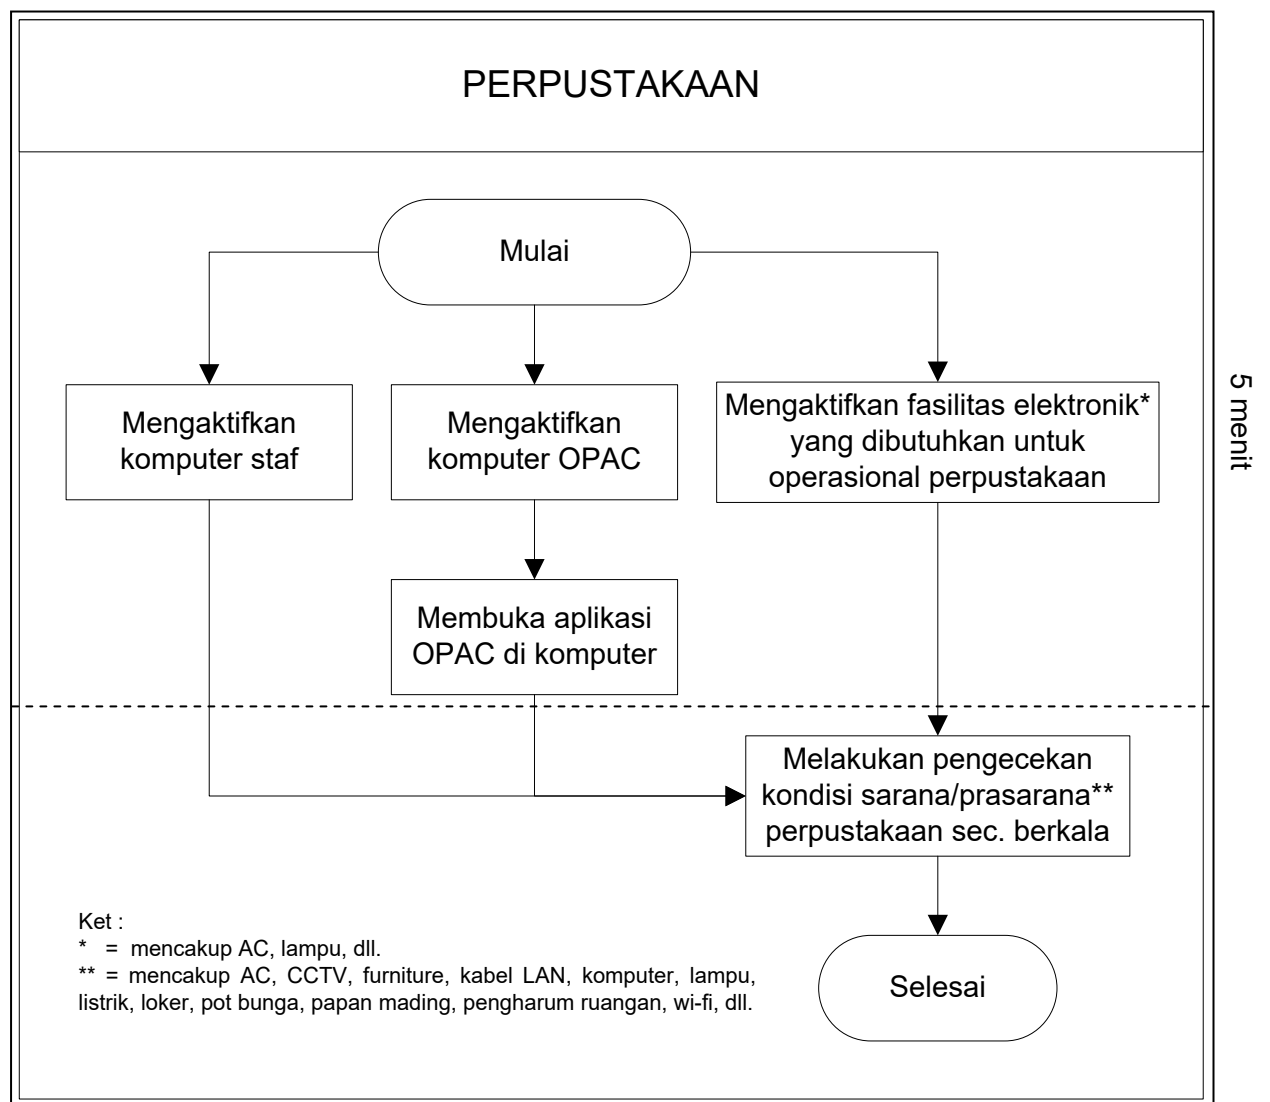 PERPUSTAKAAN
Mulai
Mengaktifkan
komputer staf
Mengaktifkan
komputer OPAC
Mengaktifkan fasilitas elektronik*
yang dibutuhkan untuk
operasional perpustakaan
5 menit
Membuka aplikasi
OPAC di komputer
Melakukan pengecekan
kondisi sarana/prasarana**
perpustakaan sec. berkala
Ket :
* = mencakup AC, lampu, dll.
** = mencakup AC, CCTV, furniture, kabel LAN, komputer, lampu,
listrik, loker, pot bunga, papan mading, pengharum ruangan, wi-fi, dll.
Selesai